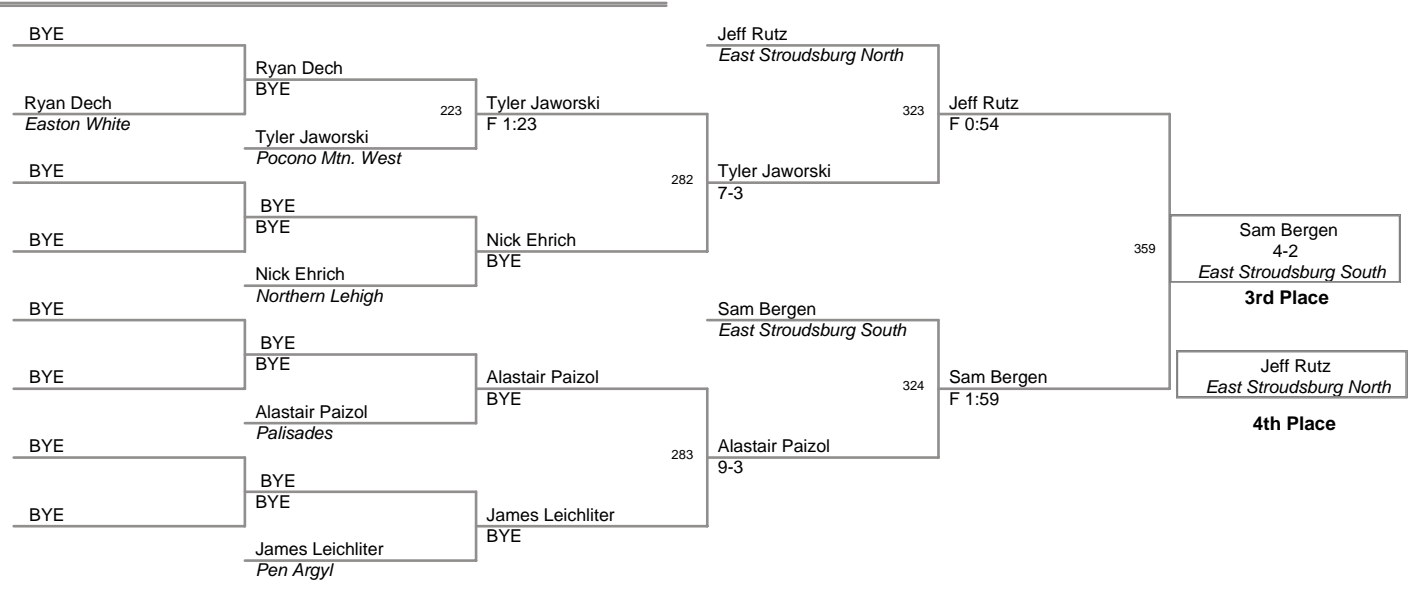 BYE
Ryan Dech
Easton White
BYE
BYE
BYE
BYE
BYE
BYE
Ryan Dech
BYE
Tyler Jaworski
Pocono Mtn. West
BYE
BYE
Nick Ehrich
Northern Lehigh
BYE
BYE
Alastair Paizol
Palisades
BYE
BYE
James Leichliter
Pen Argyl
223
Tyler Jaworski
F 1:23
Nick Ehrich
BYE
Alastair Paizol
BYE
James Leichliter
BYE
282
283
Jeff Rutz
East Stroudsburg North
Tyler Jaworski
7-3
Sam Bergen
East Stroudsburg South
Alastair Paizol
9-3
323
324
Jeff Rutz
F 0:54
Sam Bergen
F 1:59
359
Sam Bergen
4-2
East Stroudsburg South
3rd Place
Jeff Rutz
East Stroudsburg North
4th Place